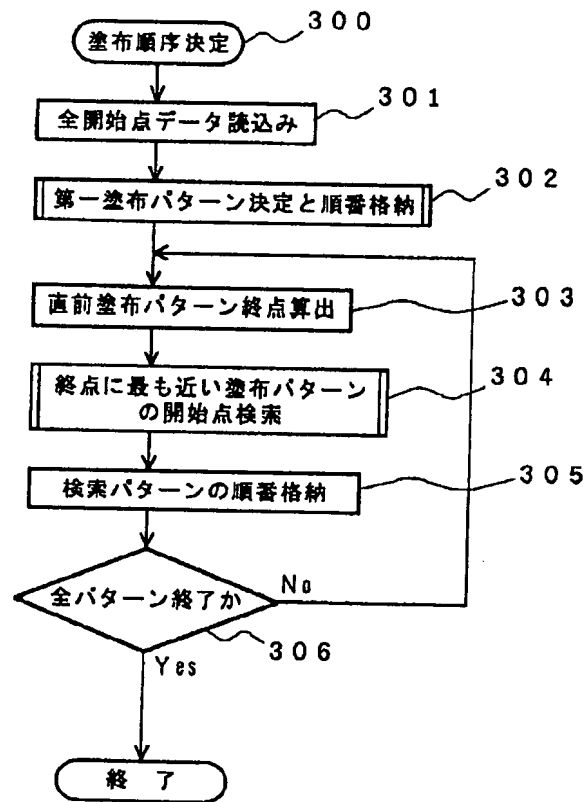 塗布順序決定
300
全開始点データ読込み
301
第一塗布パターン決定と順番格納
302
直前塗布パターン終点算出
303
終点に最も近い塗布パターン
の開始点検索
304
検索パターンの順番格納
305
全パターン終了か
No
306
Yes
終 了